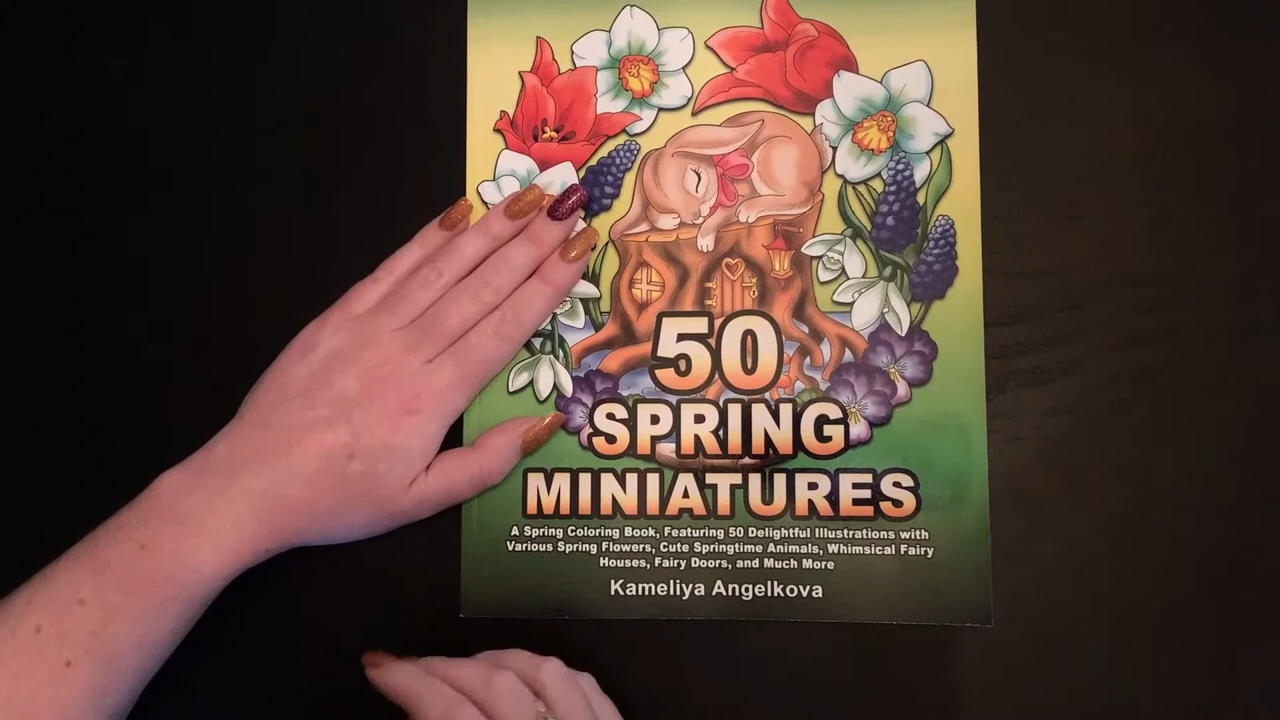 50
SPRING
MINIATURES
A Spring Coloring Book, Featuring 50 Delightful Illustrations with
Various Spring Flowers, Cute Springtime Animals, Whimsical Fairy
Houses, Fairy Doors, and Much More
Kameliya Angelkova